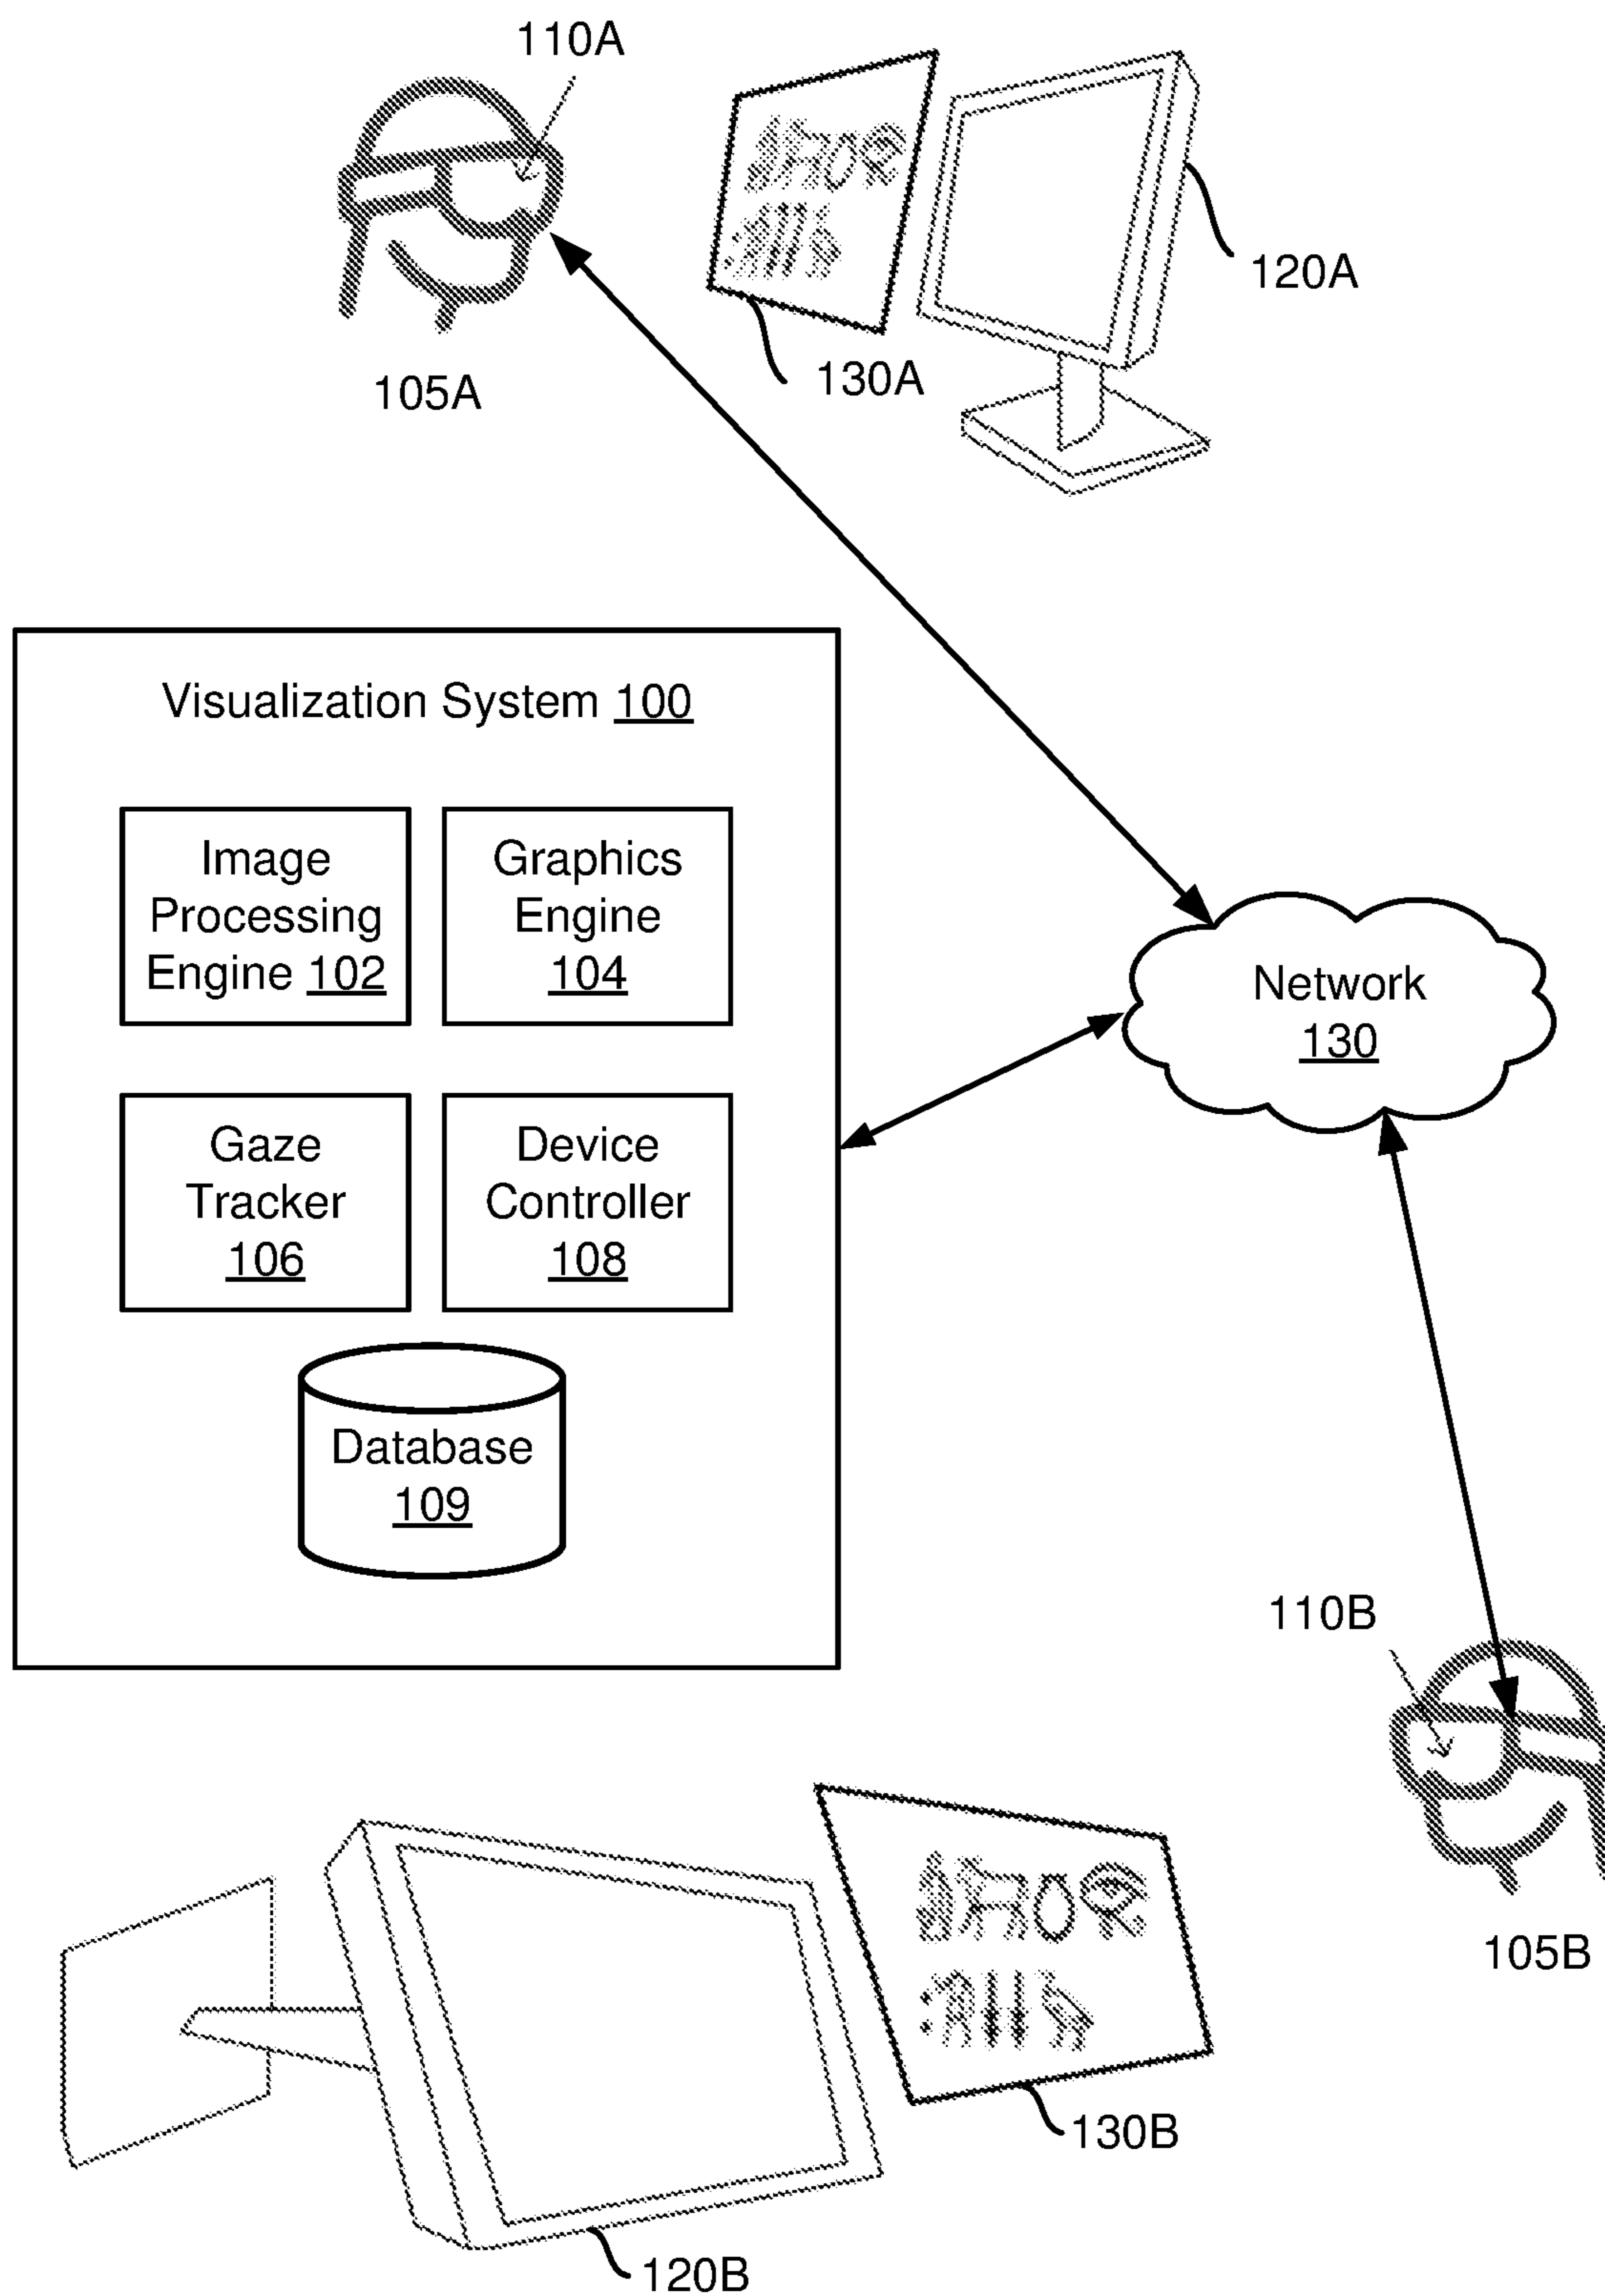 110A
120A
130A
105A
Visualization System 100
Image
Processing
Engine 102
Graphics
Engine
104
Network
130
Gaze
Tracker
106
Device
Controller
108
Database
109
110B
105B
130B
120B